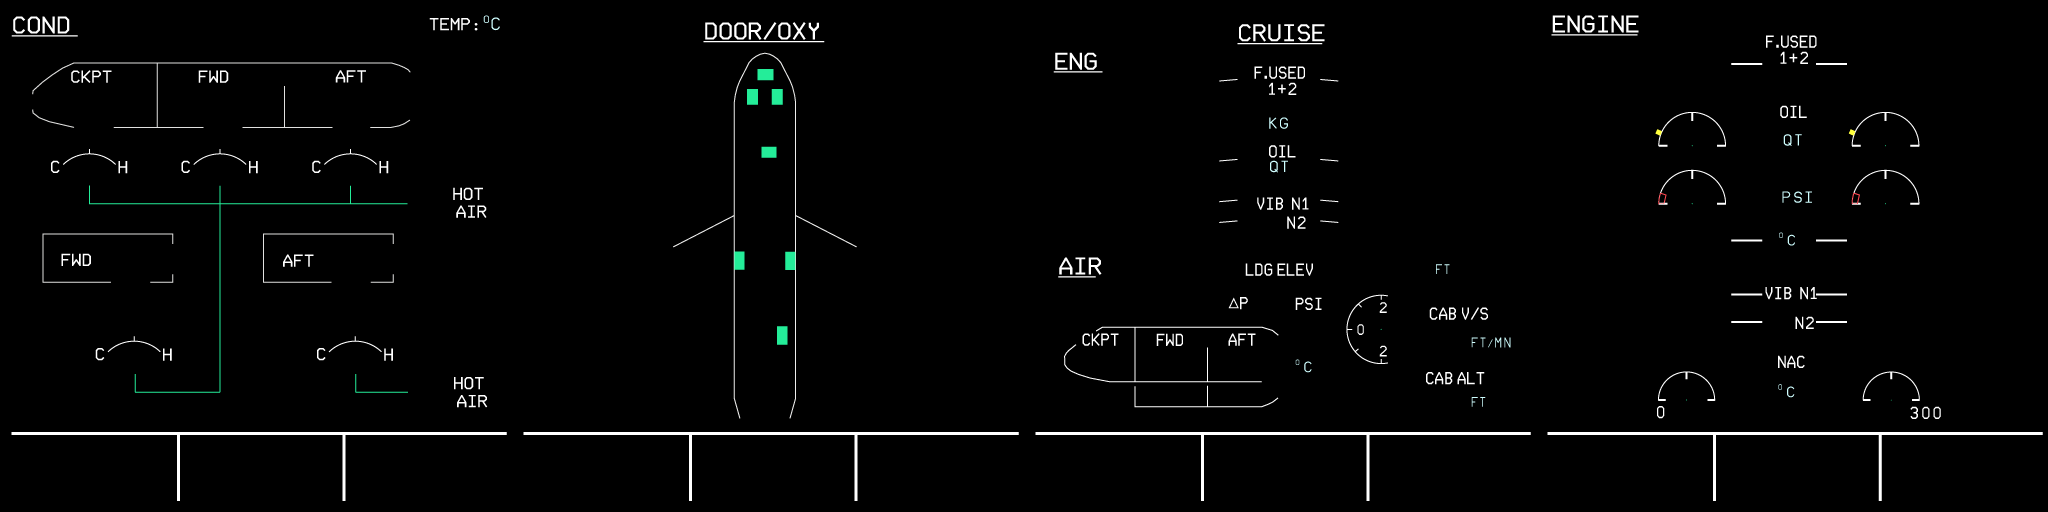 COND
TEMP:°C
CKPT FWD AFT
C H C H C H
HOT
AIR
FWD AFT
C H C H
HOT
AIR
DOOR/OXY
CRUISE
ENG
F.USED
1+2
KG
OIL
QT
VIB N1
N2
AIR
LDG ELEV FT
△P PSI
2
0
2
CAB V/S
FT/MN
CKPT FWD AFT
°C
CAB ALT
FT
ENGINE
F.USED
1+2
OIL
QT
PSI
°C
VIB N1
N2
NAC
°C
0 300